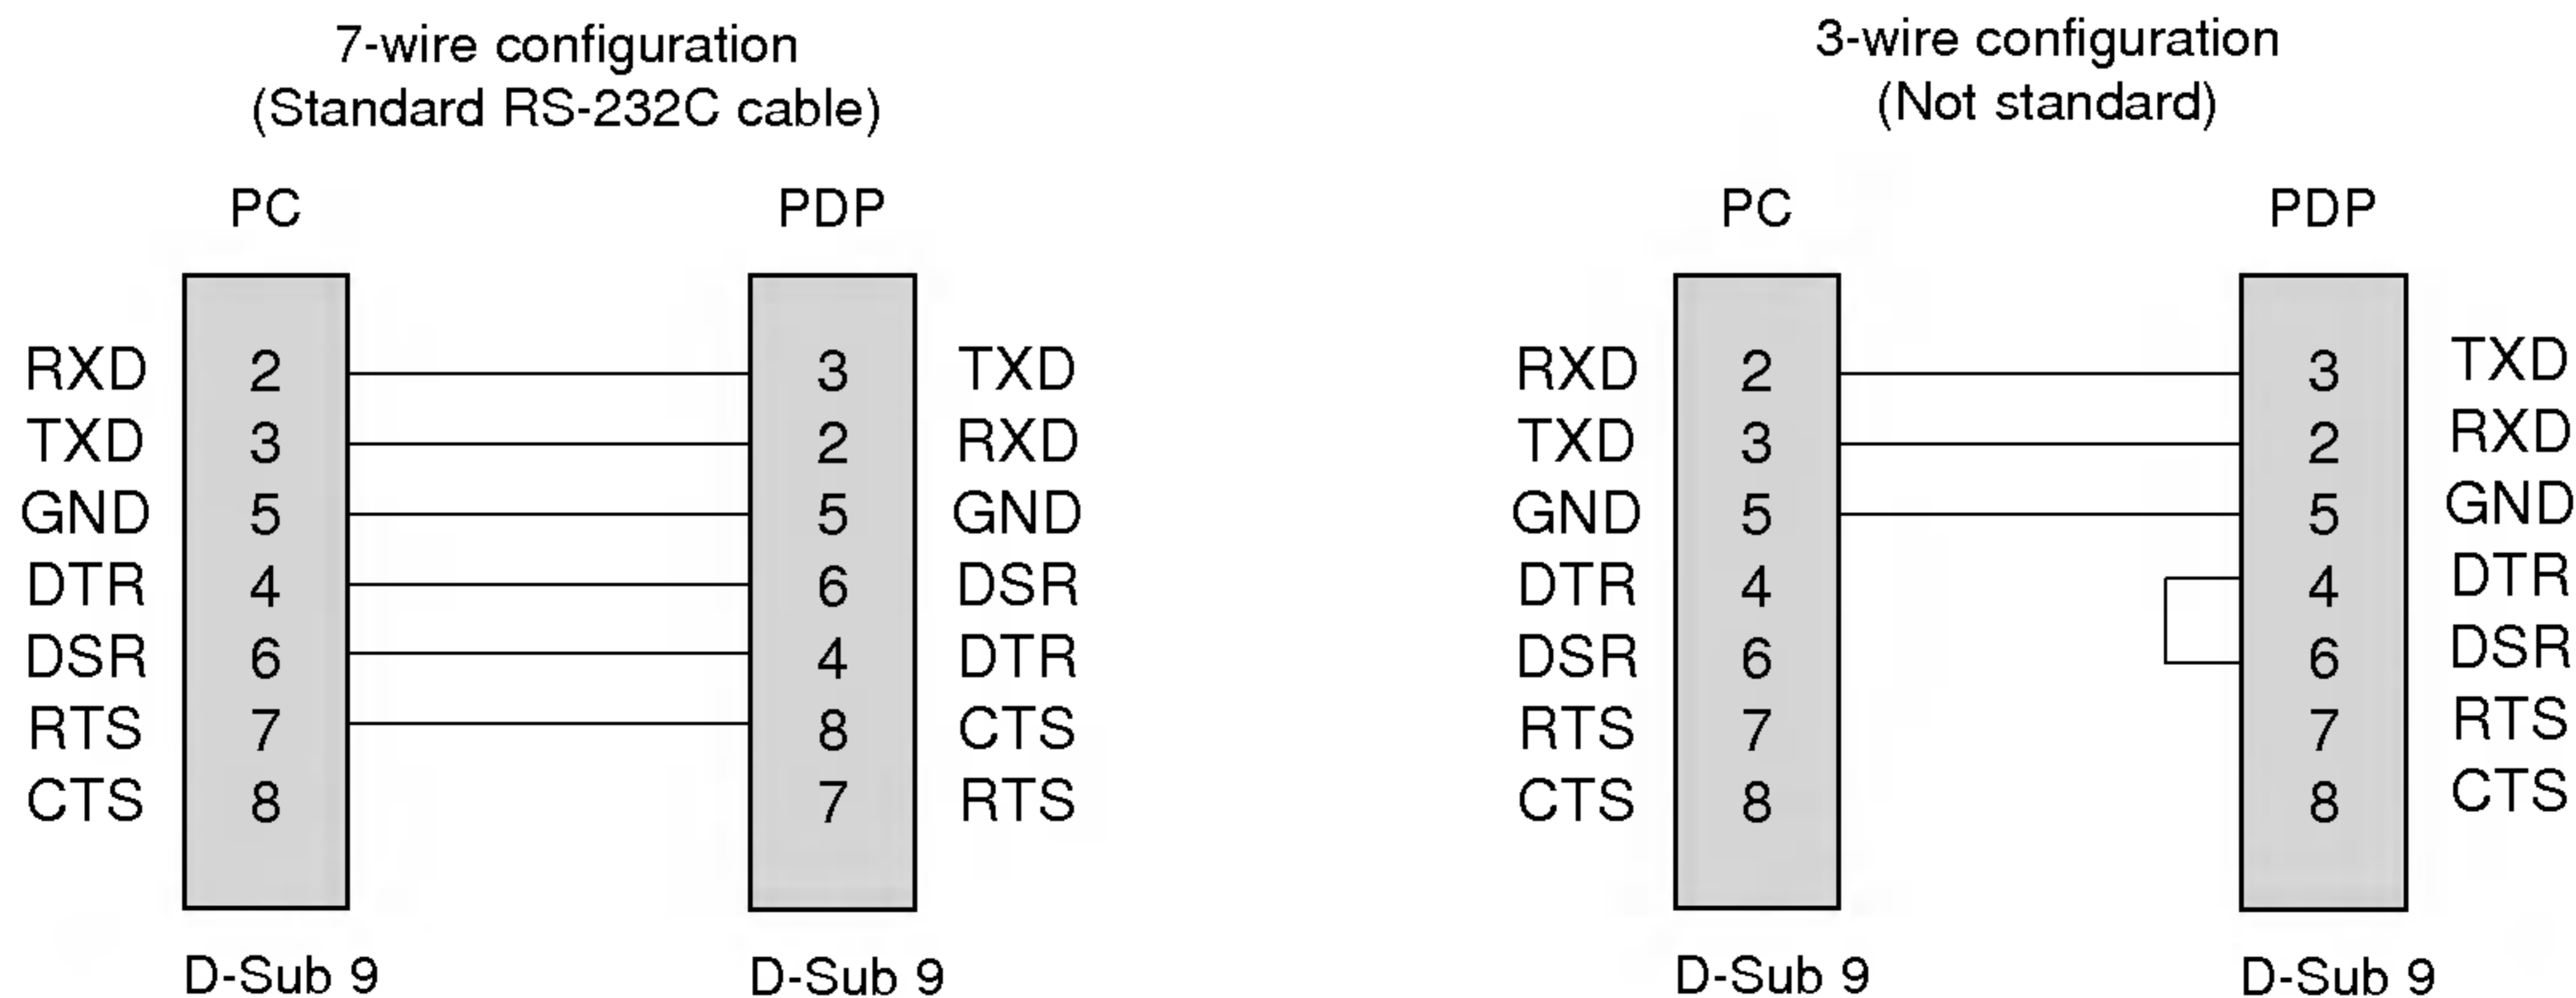 7-wire configuration
(Standard RS-232C cable)
PC PDP
RXD 2 3 TXD
TXD 3 2 RXD
GND 5 5 GND
DTR 4 6 DSR
DSR 6 4 DTR
RTS 7 8 CTS
CTS 8 7 RTS
D-Sub 9 D-Sub 9
3-wire configuration
(Not standard)
PC PDP
RXD 2 3 TXD
TXD 3 2 RXD
GND 5 5 GND
DTR 4 4 DTR
DSR 6 6 DSR
RTS 7 7 RTS
CTS 8 8 CTS
D-Sub 9 D-Sub 9